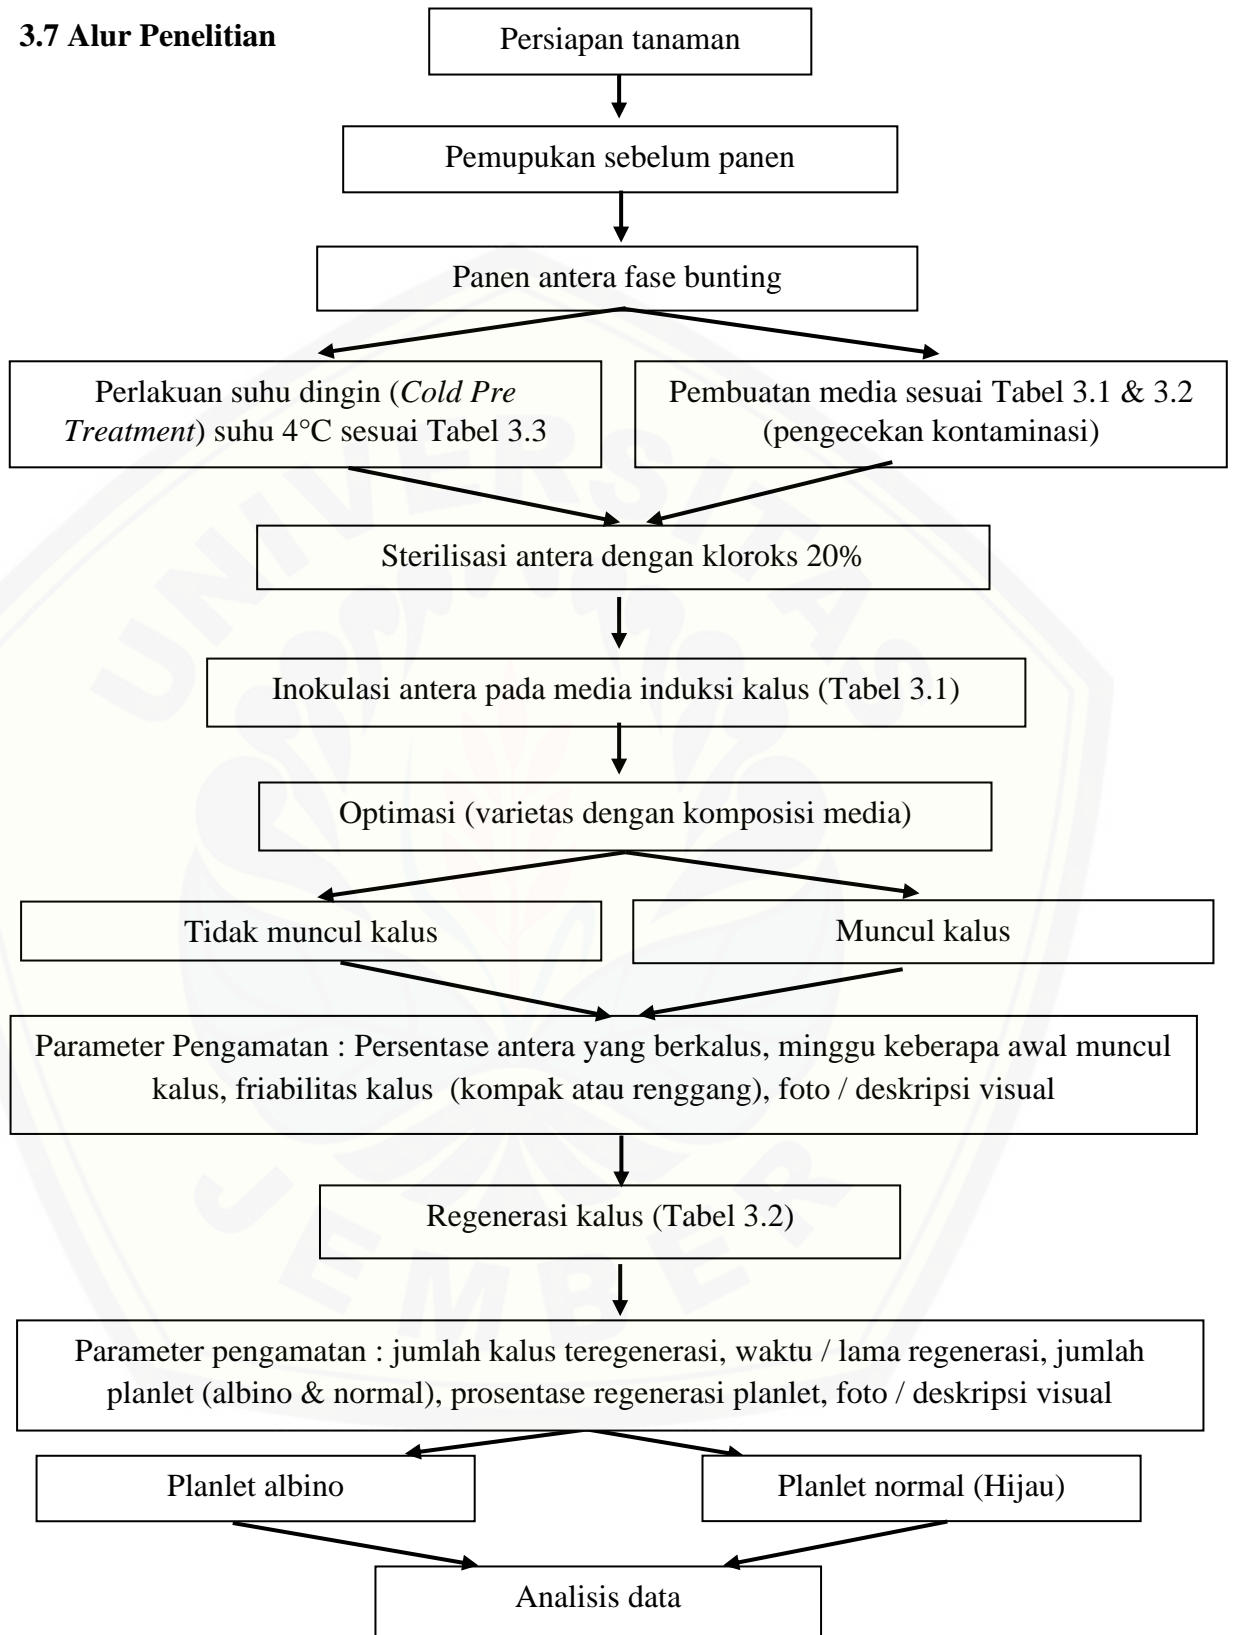 3.7 Alur Penelitian
Persiapan tanaman
Pemupukan sebelum panen
Panen antera fase bunting
Perlakuan suhu dingin (Cold Pre
Treatment) suhu 4°C sesuai Tabel 3.3
Pembuatan media sesuai Tabel 3.1 & 3.2
(pengecekan kontaminasi)
Sterilisasi antera dengan kloroks 20%
Inokulasi antera pada media induksi kalus (Tabel 3.1)
Optimasi (varietas dengan komposisi media)
Tidak muncul kalus
Muncul kalus
Parameter Pengamatan : Persentase antera yang berkalus, minggu keberapa awal muncul
kalus, friabilitas kalus  (kompak atau renggang), foto / deskripsi visual
Regenerasi kalus (Tabel 3.2)
Parameter pengamatan : jumlah kalus teregenerasi, waktu / lama regenerasi, jumlah
planlet (albino & normal), prosentase regenerasi planlet, foto / deskripsi visual
Planlet albino
Planlet normal (Hijau)
Analisis data
UNIVERSITAS
JEMBER